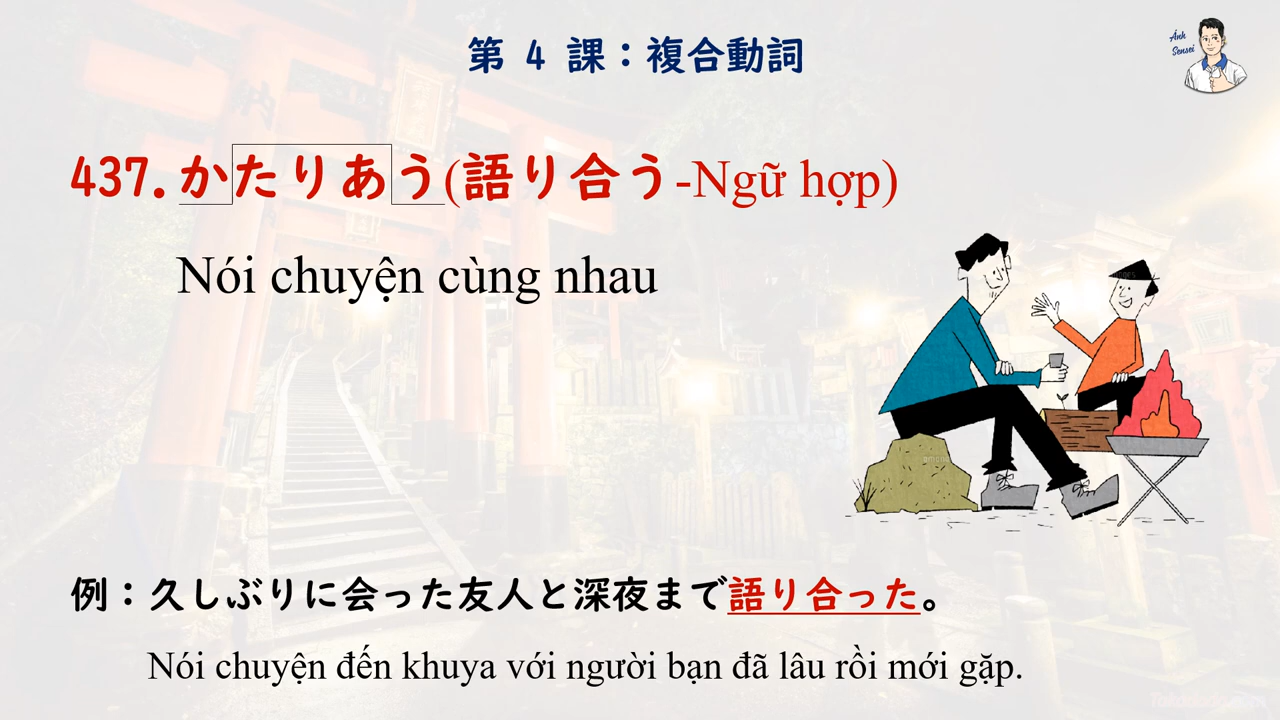 第 4 課：複合動詞
Anh
Sensei
437. かたりあう(語り合う-Ngữ hợp)
Nói chuyện cùng nhau
例：久しぶりに会った友人と深夜まで語り合った。
Nói chuyện đến khuya với người bạn đã lâu rồi mới gặp.